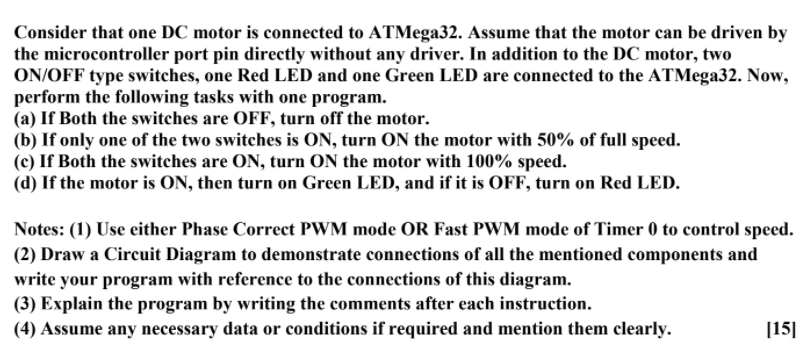 Consider that one DC motor is connected to ATMega32. Assume that the motor can be driven by
the microcontroller port pin directly without any driver. In addition to the DC motor, two
ON/OFF type switches, one Red LED and one Green LED are connected to the ATMega32. Now,
perform the following tasks with one program.
(a) If Both the switches are OFF, turn off the motor.
(b) If only one of the two switches is ON, turn ON the motor with 50% of full speed.
(c) If Both the switches are ON, turn ON the motor with 100% speed.
(d) If the motor is ON, then turn on Green LED, and if it is OFF, turn on Red LED.
Notes: (1) Use either Phase Correct PWM mode OR Fast PWM mode of Timer 0 to control speed.
(2) Draw a Circuit Diagram to demonstrate connections of all the mentioned components and
write your program with reference to the connections of this diagram.
(3) Explain the program by writing the comments after each instruction.
(4) Assume any necessary data or conditions if required and mention them clearly. [15]